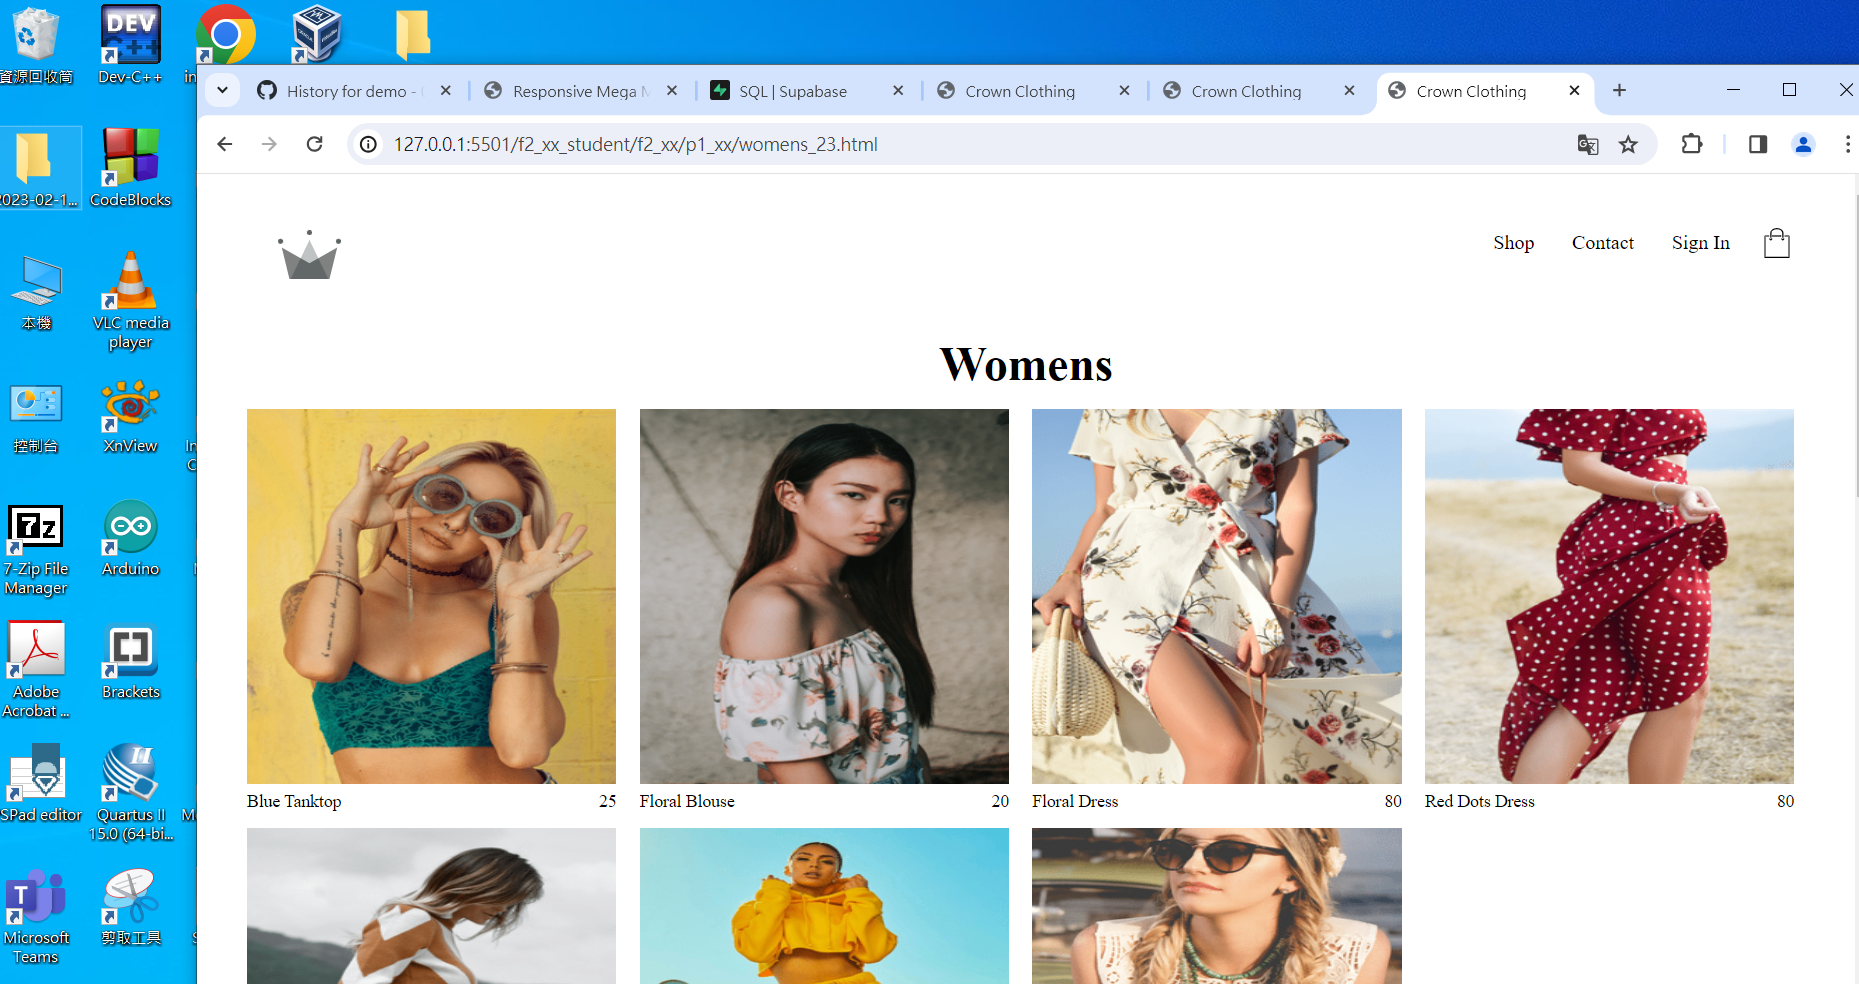 資源回收筒
DEV
C++
Dev-C++
in
2023-02-1...
CodeBlocks
本機
VLC media
player
控制台
XnView
In
C
7z
7-Zip File
Manager
Arduino
Adobe
Acrobat ...
Brackets
SPad editor
II
Quartus II
15.0 (64-bi...
Microsoft
Teams
剪取工具
History for demo -
Responsive Mega M
SQL | Supabase
Crown Clothing
Crown Clothing
Crown Clothing
127.0.0.1:5501/f2_xx_student/f2_xx/p1_xx/womens_23.html
Shop
Contact
Sign In
Womens
Blue Tanktop 25
Floral Blouse 20
Floral Dress 80
Red Dots Dress 80